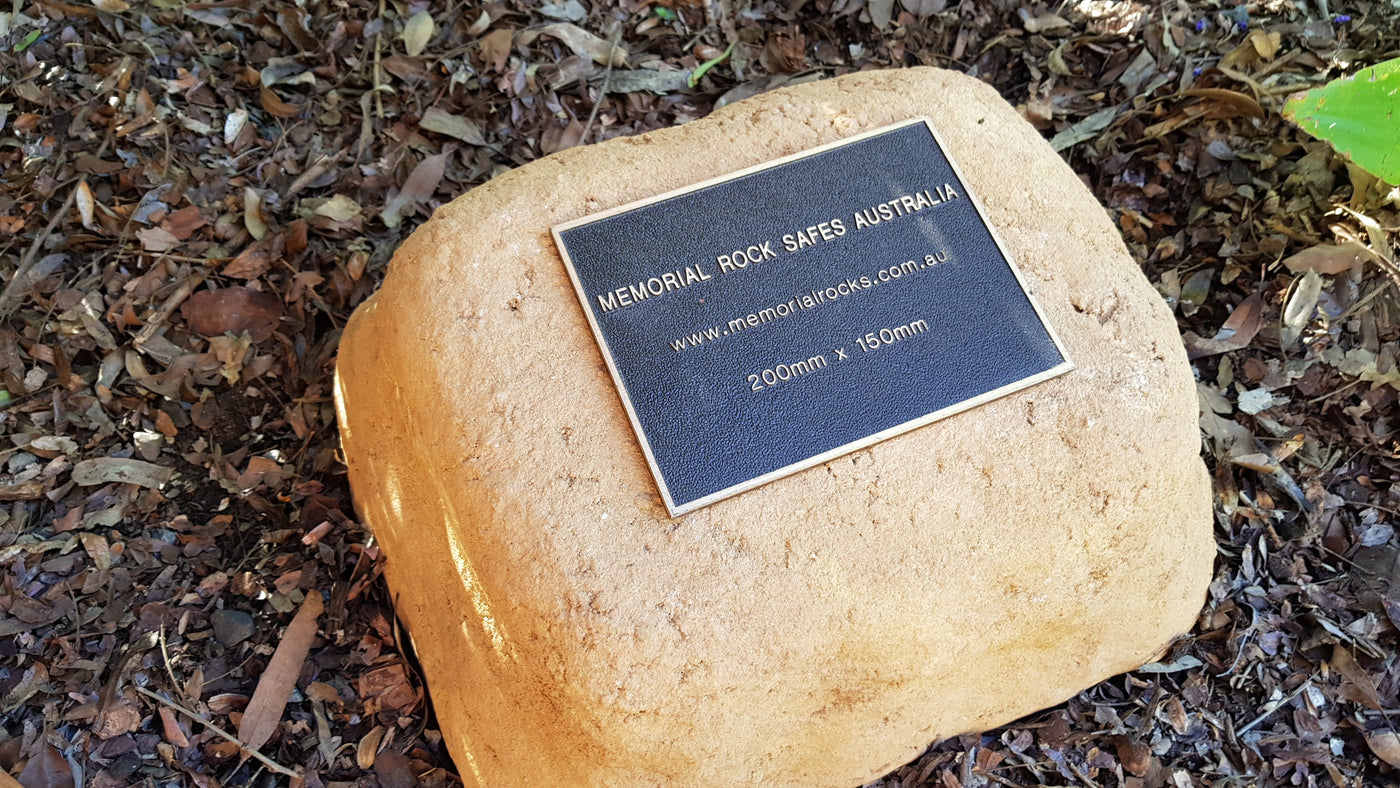 MEMORIAL ROCK SAFES AUSTRALIA
www.memorialrocks.com.au
200mm x 150mm